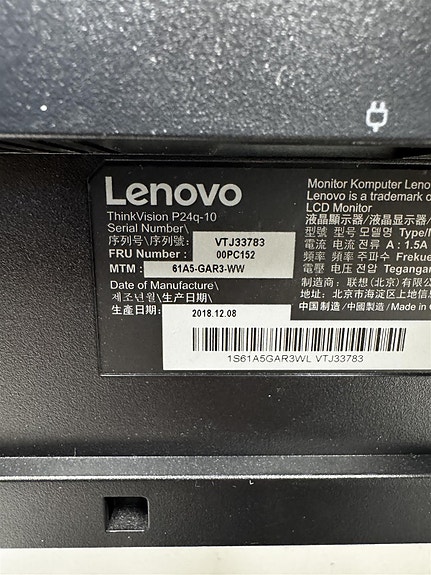 Lenovo
ThinkVision P24q-10
Serial Number\
序列号\序列號: VTJ33783
FRU Number : 00PC152
MTM : 61A5-GAR3-WW
Date of Manufacture\
제조년월\生产日期\
生產日期: 2018.12.08
1S61A5GAR3WL VTJ33783
Monitor Komputer Leno
Lenovo is a trademark o
LCD Monitor
液晶顯示器/液晶显示器/
型號 型号 모델명 Type/M
電流 电流 전류 A : 1.5A
頻率 频率 주파수 Frekue
電壓 电压 전압 Tegangan
制造商: 联想(北京)有限公
地址: 北京市海淀区上地信息
中国制造/中國製造/Made in C